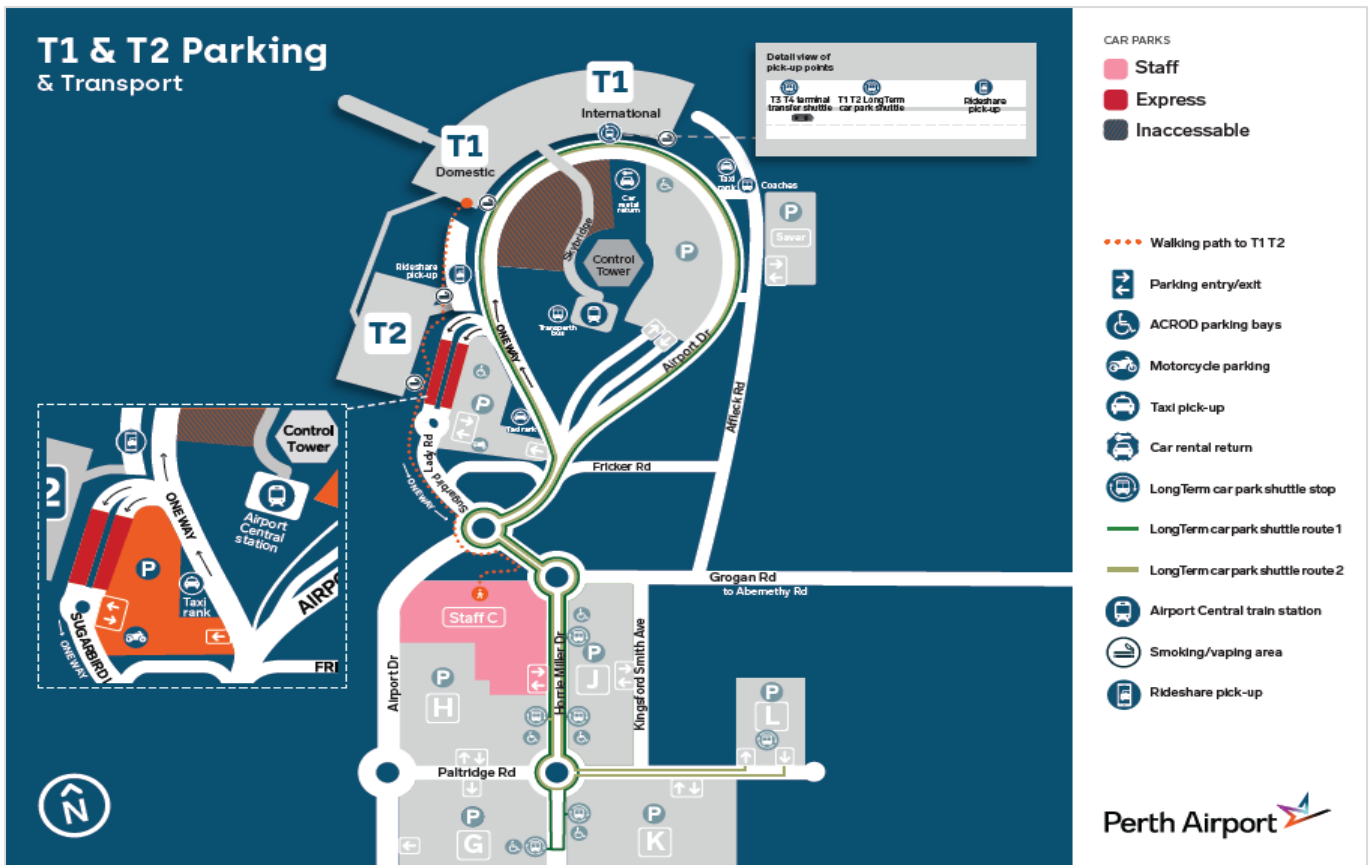 T1 & T2 Parking
& Transport
T1
International
T1
Domestic
Detail view of
pick-up points
T3 T4 terminal
transfer shuttle
T1 T2 LongTerm
car park shuttle
Rideshare
pick-up
Taxi
rank
Coaches
P
Saver
Car
rental
return
Skybridge
P
Control
Tower
Rideshare
pick-up
T2
Transperth
bus
ONE WAY
Airport Dr
Affleck Rd
P
Taxi rank
Sugarbird Lady Rd
ONEWAY
Fricker Rd
Grogan Rd
to Abernethy Rd
Staff C
Airport Dr
P
H
Horrie Miller Dr
P
J
Kingsford Smith Ave
P
L
Paltridge Rd
P
G
P
K
2
Control
Tower
ONE WAY
Airport
Central
station
P
Taxi
rank
AIRPO
SUGARBIRD L
ONEWAY
FRI
N
CAR PARKS
Staff
Express
Inaccessable
Walking path to T1 T2
Parking entry/exit
ACROD parking bays
Motorcycle parking
Taxi pick-up
Car rental return
LongTerm car park shuttle stop
LongTerm car park shuttle route 1
LongTerm car park shuttle route 2
Airport Central train station
Smoking/vaping area
Rideshare pick-up
Perth Airport